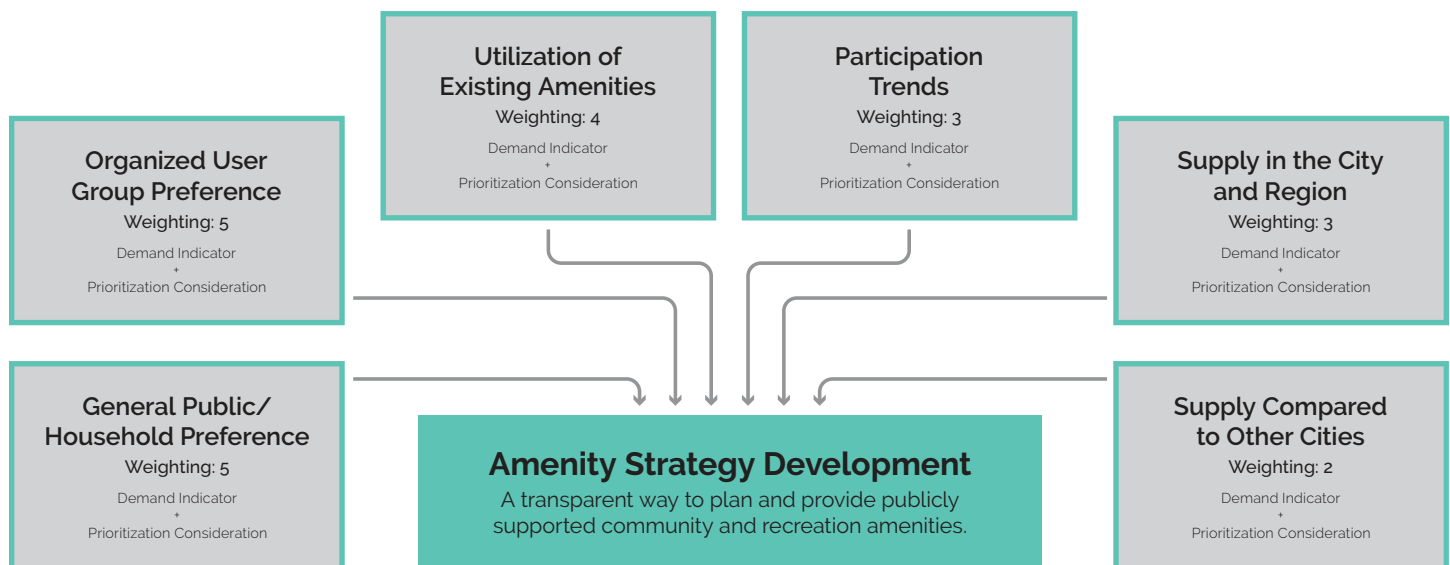 Utilization of
Existing Amenities
Weighting: 4
Demand Indicator
+
Prioritization Consideration
Participation
Trends
Weighting: 3
Demand Indicator
+
Prioritization Consideration
Organized User
Group Preference
Weighting: 5
Demand Indicator
+
Prioritization Consideration
Supply in the City
and Region
Weighting: 3
Demand Indicator
+
Prioritization Consideration
General Public/
Household Preference
Weighting: 5
Demand Indicator
+
Prioritization Consideration
Supply Compared
to Other Cities
Weighting: 2
Demand Indicator
+
Prioritization Consideration
Amenity Strategy Development
A transparent way to plan and provide publicly
supported community and recreation amenities.